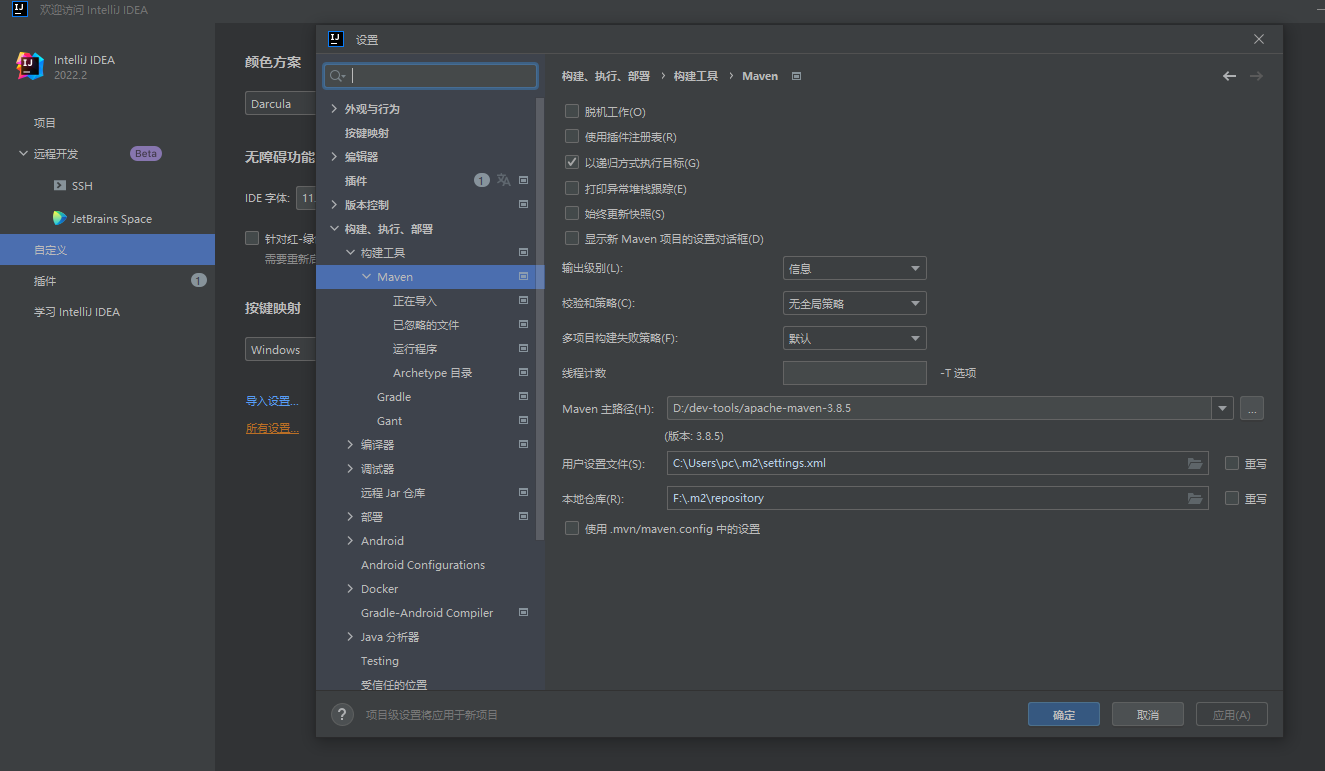 欢迎访问 IntelliJ IDEA
IntelliJ IDEA
2022.2
项目
远程开发 Beta
SSH
JetBrains Space
自定义
插件 1
学习 IntelliJ IDEA
颜色方案
Darcula
无障碍功能
IDE 字体: 11.
针对红-绿
需要重新启
按键映射
Windows
导入设置...
所有设置...
设置
外观与行为
按键映射
编辑器
插件 1
版本控制
构建、执行、部署
构建工具
Maven
正在导入
已忽略的文件
运行程序
Archetype 目录
Gradle
Gant
编译器
调试器
远程 Jar 仓库
部署
Android
Android Configurations
Docker
Gradle-Android Compiler
Java 分析器
Testing
受信任的位置
构建、执行、部署 › 构建工具 › Maven
脱机工作(O)
使用插件注册表(R)
以递归方式执行目标(G)
打印异常堆栈跟踪(E)
始终更新快照(S)
显示新 Maven 项目的设置对话框(D)
输出级别(L): 信息
校验和策略(C): 无全局策略
多项目构建失败策略(F): 默认
线程计数 -T 选项
Maven 主路径(H): D:/dev-tools/apache-maven-3.8.5 ...
(版本: 3.8.5)
用户设置文件(S): C:\Users\pc\.m2\settings.xml 重写
本地仓库(R): F:\.m2\repository 重写
使用 .mvn/maven.config 中的设置
? 项目级设置将应用于新项目
确定 取消 应用(A)